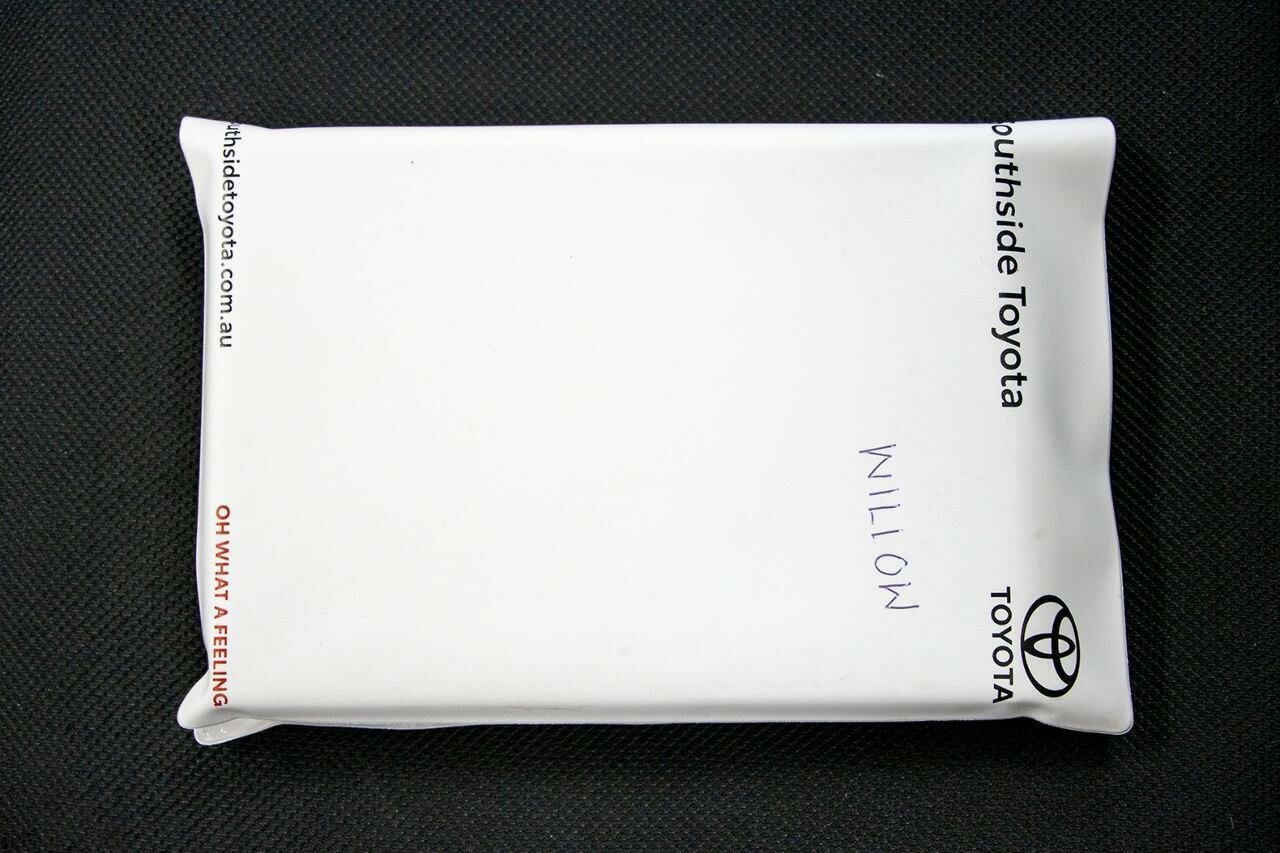 outhside Toyota
TOYOTA
WILLOW
uthsidetoyota.com.au
OH WHAT A FEELING